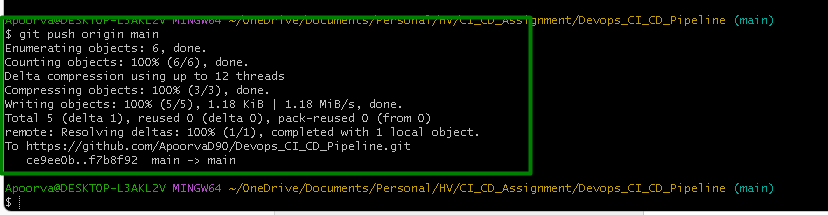 Apoorva@DESKTOP-L3AKL2V MINGW64 ~/OneDrive/Documents/Personal/HV/CI_CD_Assignment/Devops_CI_CD_Pipeline (main)
$ git push origin main
Enumerating objects: 6, done.
Counting objects: 100% (6/6), done.
Delta compression using up to 12 threads
Compressing objects: 100% (3/3), done.
Writing objects: 100% (5/5), 1.18 KiB | 1.18 MiB/s, done.
Total 5 (delta 1), reused 0 (delta 0), pack-reused 0 (from 0)
remote: Resolving deltas: 100% (1/1), completed with 1 local object.
To https://github.com/ApoorvaD90/Devops_CI_CD_Pipeline.git
   ce9ee0b..f7b8f92  main -> main
Apoorva@DESKTOP-L3AKL2V MINGW64 ~/OneDrive/Documents/Personal/HV/CI_CD_Assignment/Devops_CI_CD_Pipeline (main)
$